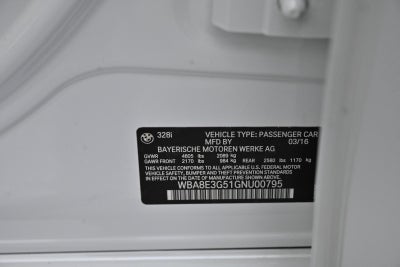 328i VEHICLE TYPE: PASSENGER CAR
MFD BY 03/16
BAYERISCHE MOTOREN WERKE AG
GVWR 4605 lbs 2089 kg
GAWR FRONT 2170 lbs 984 kg REAR 2580 lbs 1170 kg
THIS VEHICLE CONFORMS TO ALL APPLICABLE U.S. FEDERAL MOTOR
VEHICLE SAFETY, BUMPER AND THEFT PREVENTION STANDARDS
IN EFFECT ON THE DATE OF MANUFACTURE SHOWN ABOVE.
WBA8E3G51GNU00795